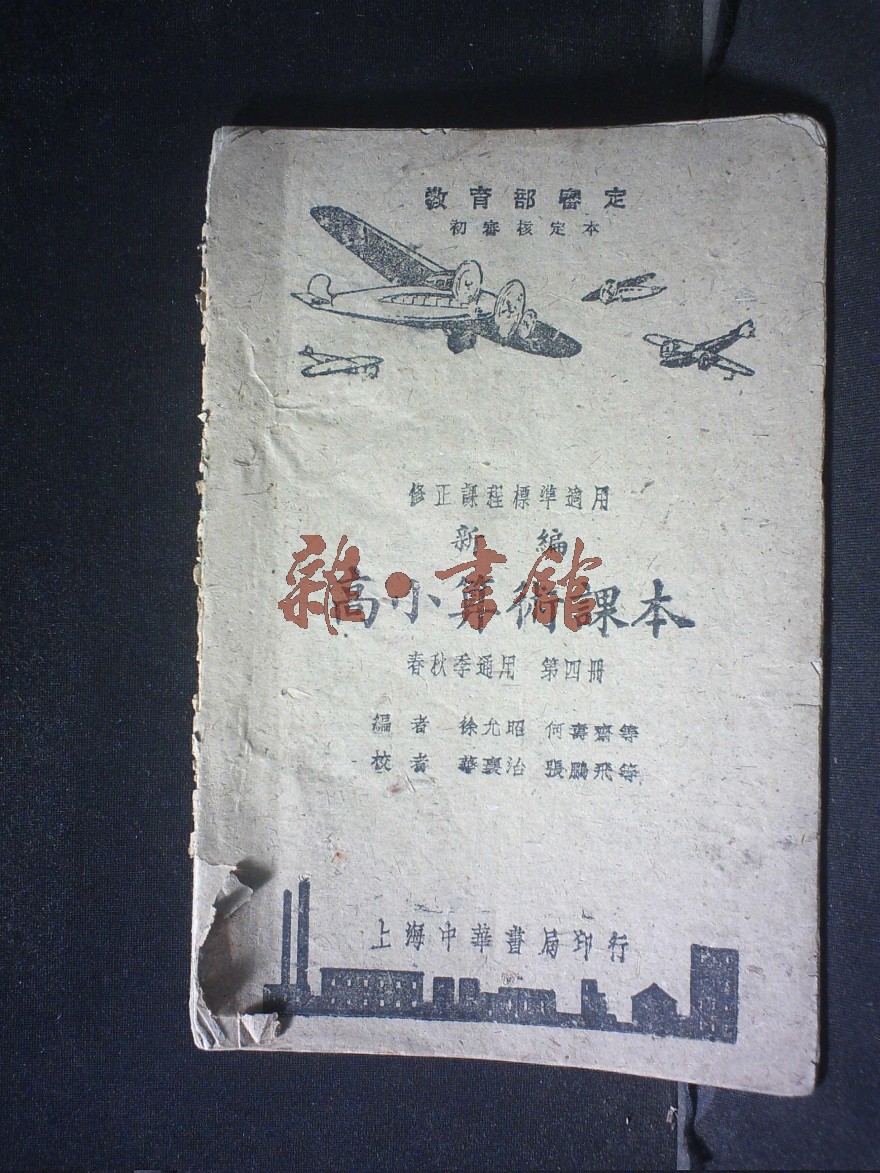 教育部審定
初審核定本
修正課程標準適用
新編
雜·書館
高小算術課本
春秋季通用 第四冊
編者 徐允昭 何壽齋等
校者 華襄治 張鵬飛等
上海中華書局印行